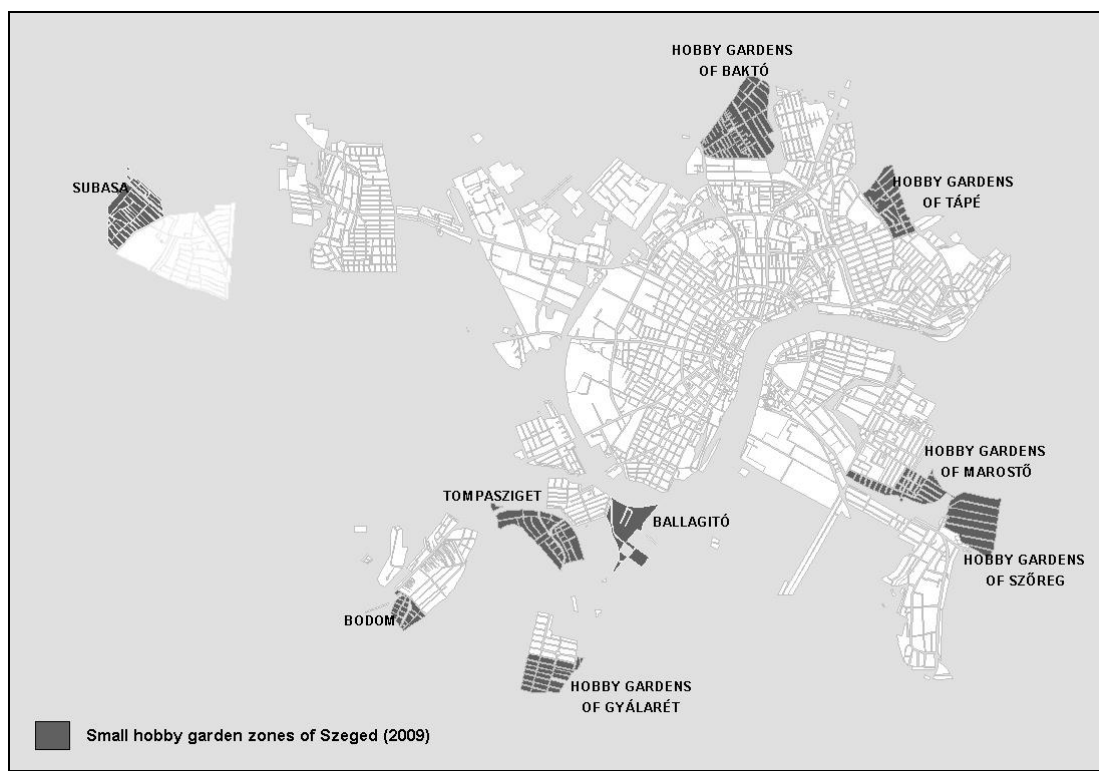 HOBBY GARDENS
OF BAKTÓ
SUBASA
HOBBY GARDENS
OF TÁPÉ
HOBBY GARDENS
OF MAROSTŐ
TOMPASZIGET
BALLAGITÓ
HOBBY GARDENS
OF SZŐREG
BODOM
HOBBY GARDENS
OF GYÁLARÉT
Small hobby garden zones of Szeged (2009)